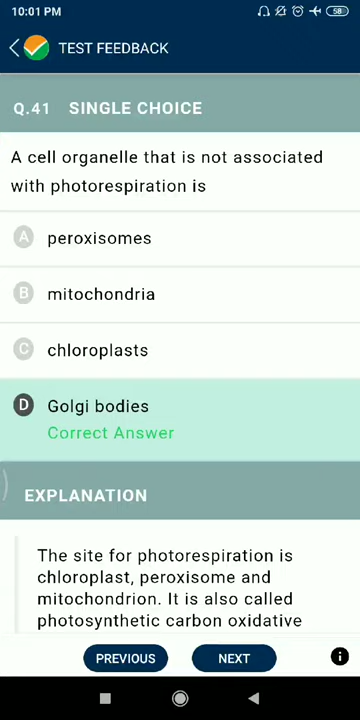 10:01 PM 58
TEST FEEDBACK
Q.41 SINGLE CHOICE
A cell organelle that is not associated
with photorespiration is
A peroxisomes
B mitochondria
C chloroplasts
D Golgi bodies
Correct Answer
EXPLANATION
The site for photorespiration is
chloroplast, peroxisome and
mitochondrion. It is also called
photosynthetic carbon oxidative
PREVIOUS NEXT